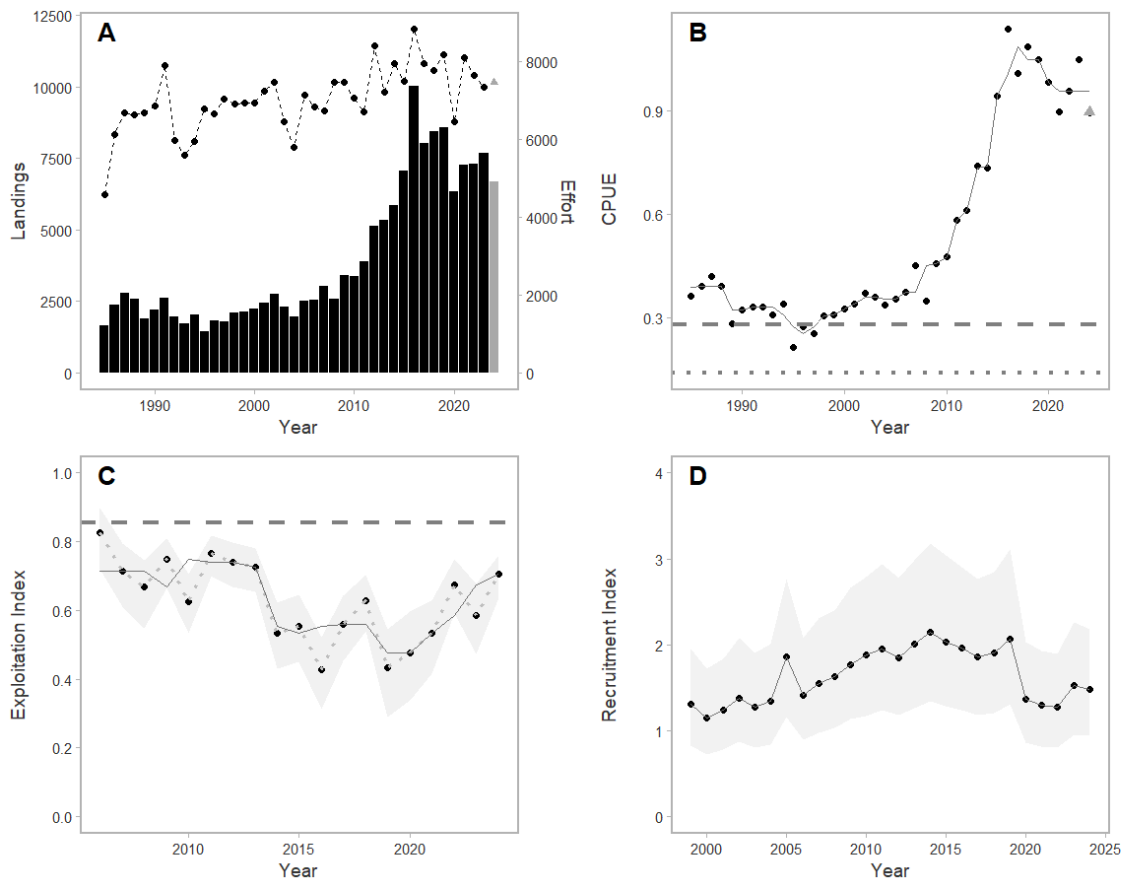 A
12500
10000
7500
5000
2500
0
Landings
8000
6000
4000
2000
0
Effort
1990 2000 2010 2020
Year
B
0.9
0.6
0.3
CPUE
1990 2000 2010 2020
Year
C
1.0
0.8
0.6
0.4
0.2
0.0
Exploitation Index
2010 2015 2020
Year
D
4
3
2
1
0
Recruitment Index
2000 2005 2010 2015 2020 2025
Year